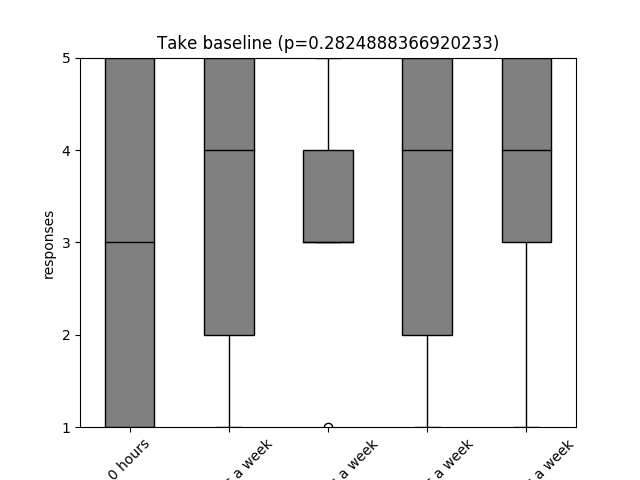 Take baseline (p=0.2824888366920233)
responses
5
4
3
2
1
0 hours
a week
a week
a week
a week